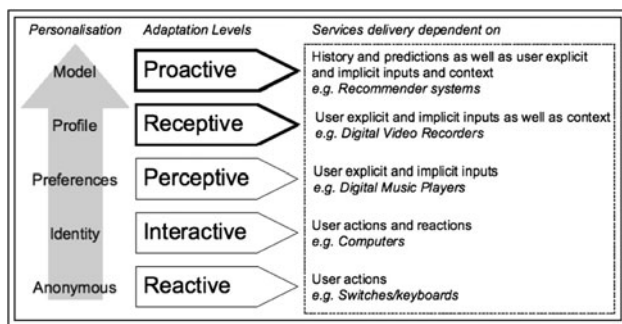 Personalisation Adaptation Levels Services delivery dependent on
Model Proactive History and predictions as well as user explicit
and implicit inputs and context
e.g. Recommender systems
Profile Receptive User explicit and implicit inputs as well as context
e.g. Digital Video Recorders
Preferences Perceptive User explicit and implicit inputs
e.g. Digital Music Players
Identity Interactive User actions and reactions
e.g. Computers
Anonymous Reactive User actions
e.g. Switches/keyboards